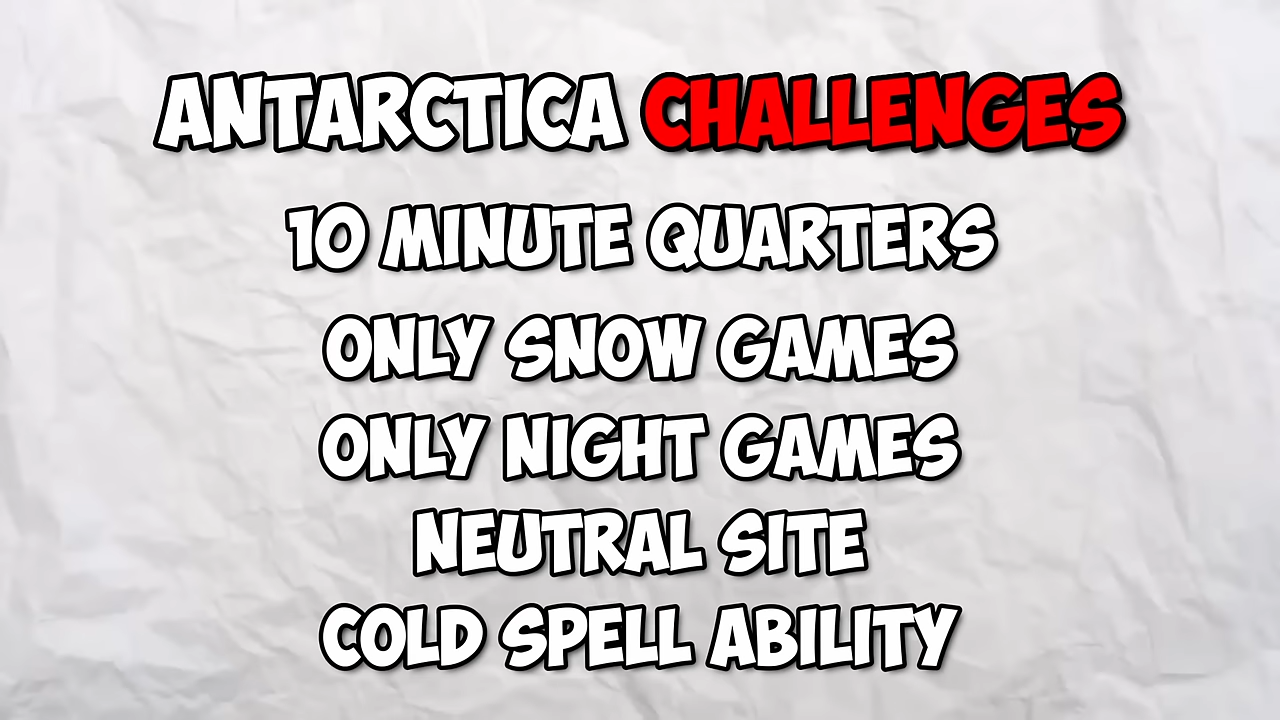 ANTARCTICA CHALLENGES
10 MINUTE QUARTERS
ONLY SNOW GAMES
ONLY NIGHT GAMES
NEUTRAL SITE
COLD SPELL ABILITY